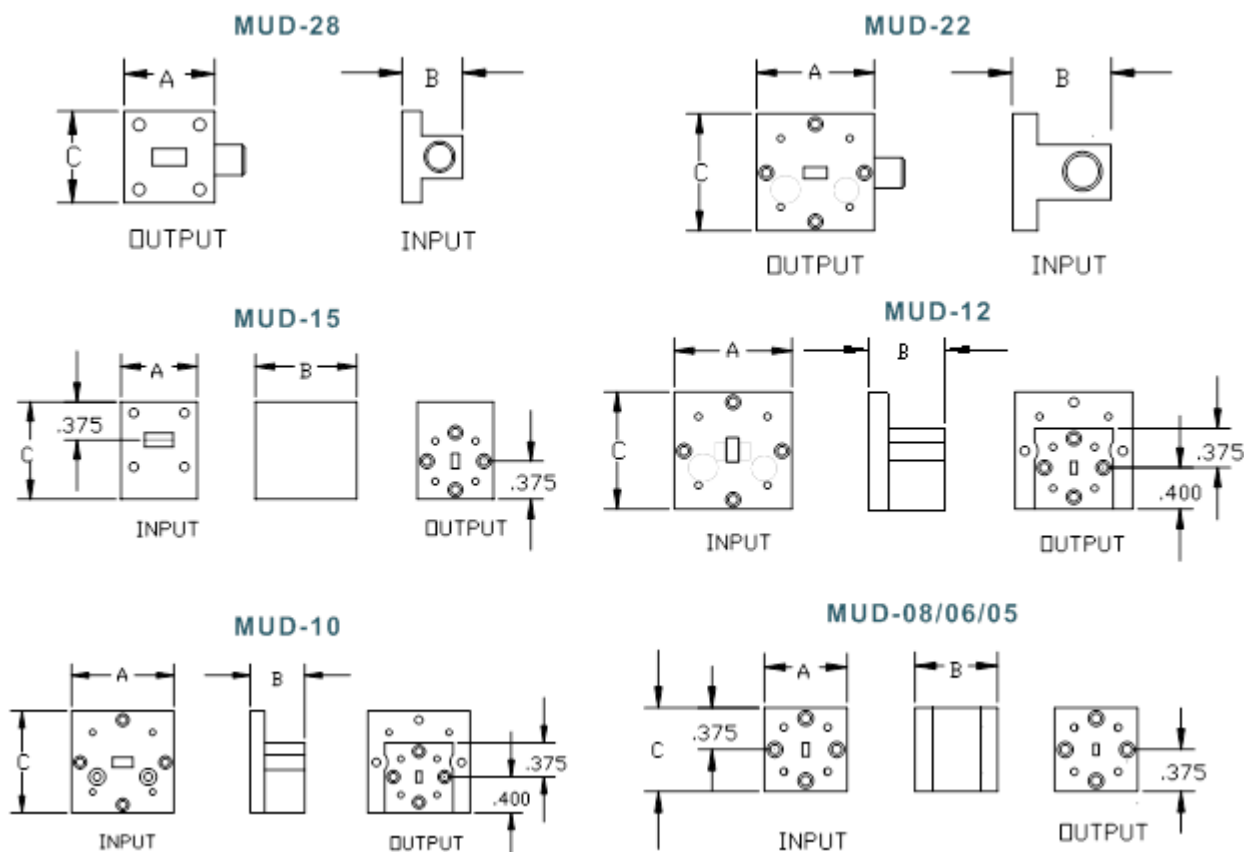 MUD-28
A
B
C
OUTPUT
INPUT
MUD-22
A
B
C
OUTPUT
INPUT
MUD-15
A
B
.375
C
.375
INPUT
OUTPUT
MUD-12
A
B
C
.375
.400
INPUT
OUTPUT
MUD-10
A
B
C
.375
.400
INPUT
OUTPUT
MUD-08/06/05
A
B
.375
C
.375
INPUT
OUTPUT